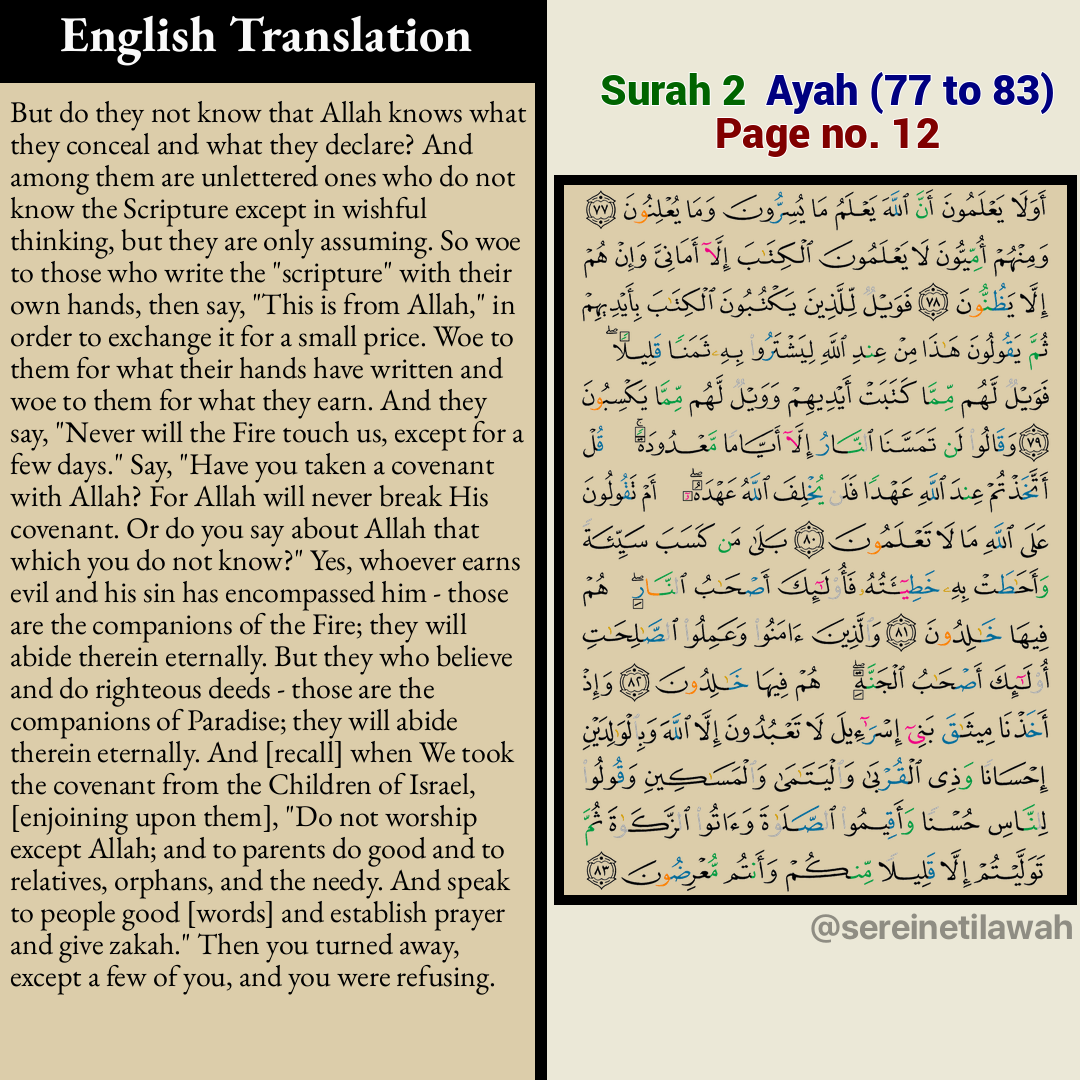 English Translation
But do they not know that Allah knows what
they conceal and what they declare? And
among them are unlettered ones who do not
know the Scripture except in wishful
thinking, but they are only assuming. So woe
to those who write the "scripture" with their
own hands, then say, "This is from Allah," in
order to exchange it for a small price. Woe to
them for what their hands have written and
woe to them for what they earn. And they
say, "Never will the Fire touch us, except for a
few days." Say, "Have you taken a covenant
with Allah? For Allah will never break His
covenant. Or do you say about Allah that
which you do not know?" Yes, whoever earns
evil and his sin has encompassed him - those
are the companions of the Fire; they will
abide therein eternally. But they who believe
and do righteous deeds - those are the
companions of Paradise; they will abide
therein eternally. And [recall] when We took
the covenant from the Children of Israel,
[enjoining upon them], "Do not worship
except Allah; and to parents do good and to
relatives, orphans, and the needy. And speak
to people good [words] and establish prayer
and give zakah." Then you turned away,
except a few of you, and you were refusing.
Surah 2 Ayah (77 to 83)
Page no. 12
أَوَلَا يَعْلَمُونَ أَنَّ ٱللَّهَ يَعْلَمُ مَا يُسِرُّونَ وَمَا يُعْلِنُونَ ٧٧
وَمِنْهُمْ أُمِّيُّونَ لَا يَعْلَمُونَ ٱلْكِتَٰبَ إِلَّآ أَمَانِىَّ وَإِنْ هُمْ
إِلَّا يَظُنُّونَ ٧٨ فَوَيْلٌ لِّلَّذِينَ يَكْتُبُونَ ٱلْكِتَٰبَ بِأَيْدِيهِمْ
ثُمَّ يَقُولُونَ هَٰذَا مِنْ عِندِ ٱللَّهِ لِيَشْتَرُوا۟ بِهِۦ ثَمَنًا قَلِيلًا ۖ
فَوَيْلٌ لَّهُم مِّمَّا كَتَبَتْ أَيْدِيهِمْ وَوَيْلٌ لَّهُم مِّمَّا يَكْسِبُونَ
٧٩ وَقَالُوا۟ لَن تَمَسَّنَا ٱلنَّارُ إِلَّآ أَيَّامًا مَّعْدُودَةً ۚ قُلْ
أَتَّخَذْتُمْ عِندَ ٱللَّهِ عَهْدًا فَلَن يُخْلِفَ ٱللَّهُ عَهْدَهُۥٓ ۖ أَمْ تَقُولُونَ
عَلَى ٱللَّهِ مَا لَا تَعْلَمُونَ ٨٠ بَلَىٰ مَن كَسَبَ سَيِّئَةً
وَأَحَٰطَتْ بِهِۦ خَطِيٓـَٔتُهُۥ فَأُو۟لَٰٓئِكَ أَصْحَٰبُ ٱلنَّارِ ۖ هُمْ
فِيهَا خَٰلِدُونَ ٨١ وَٱلَّذِينَ ءَامَنُوا۟ وَعَمِلُوا۟ ٱلصَّٰلِحَٰتِ
أُو۟لَٰٓئِكَ أَصْحَٰبُ ٱلْجَنَّةِ ۖ هُمْ فِيهَا خَٰلِدُونَ ٨٢ وَإِذْ
أَخَذْنَا مِيثَٰقَ بَنِىٓ إِسْرَٰٓءِيلَ لَا تَعْبُدُونَ إِلَّا ٱللَّهَ وَبِٱلْوَٰلِدَيْنِ
إِحْسَانًا وَذِى ٱلْقُرْبَىٰ وَٱلْيَتَٰمَىٰ وَٱلْمَسَٰكِينِ وَقُولُوا۟
لِلنَّاسِ حُسْنًا وَأَقِيمُوا۟ ٱلصَّلَوٰةَ وَءَاتُوا۟ ٱلزَّكَوٰةَ ثُمَّ
تَوَلَّيْتُمْ إِلَّا قَلِيلًا مِّنكُمْ وَأَنتُم مُّعْرِضُونَ ٨٣
@sereinetilawah